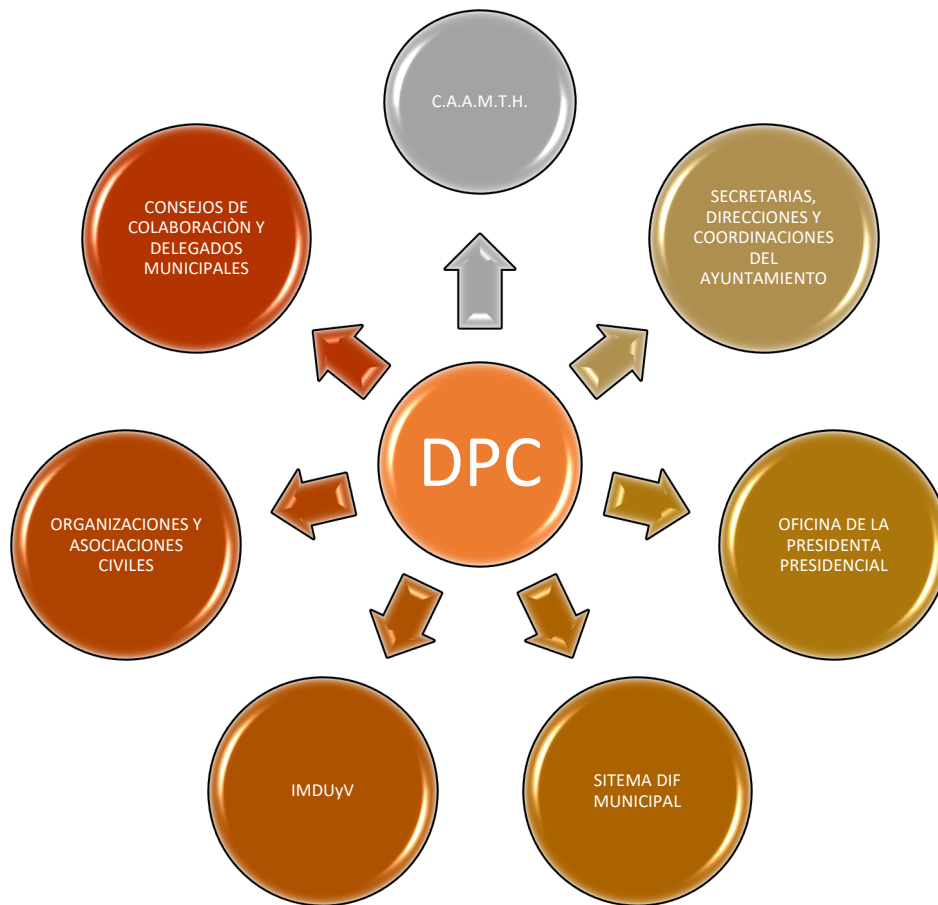 C.A.A.M.T.H.
SECRETARIAS,
DIRECCIONES Y
COORDINACIONES
DEL
AYUNTAMIENTO
OFICINA DE LA
PRESIDENTA
PRESIDENCIAL
SITEMA DIF
MUNICIPAL
IMDUyV
ORGANIZACIONES Y
ASOCIACIONES
CIVILES
CONSEJOS DE
COLABORACIÒN Y
DELEGADOS
MUNICIPALES
DPC